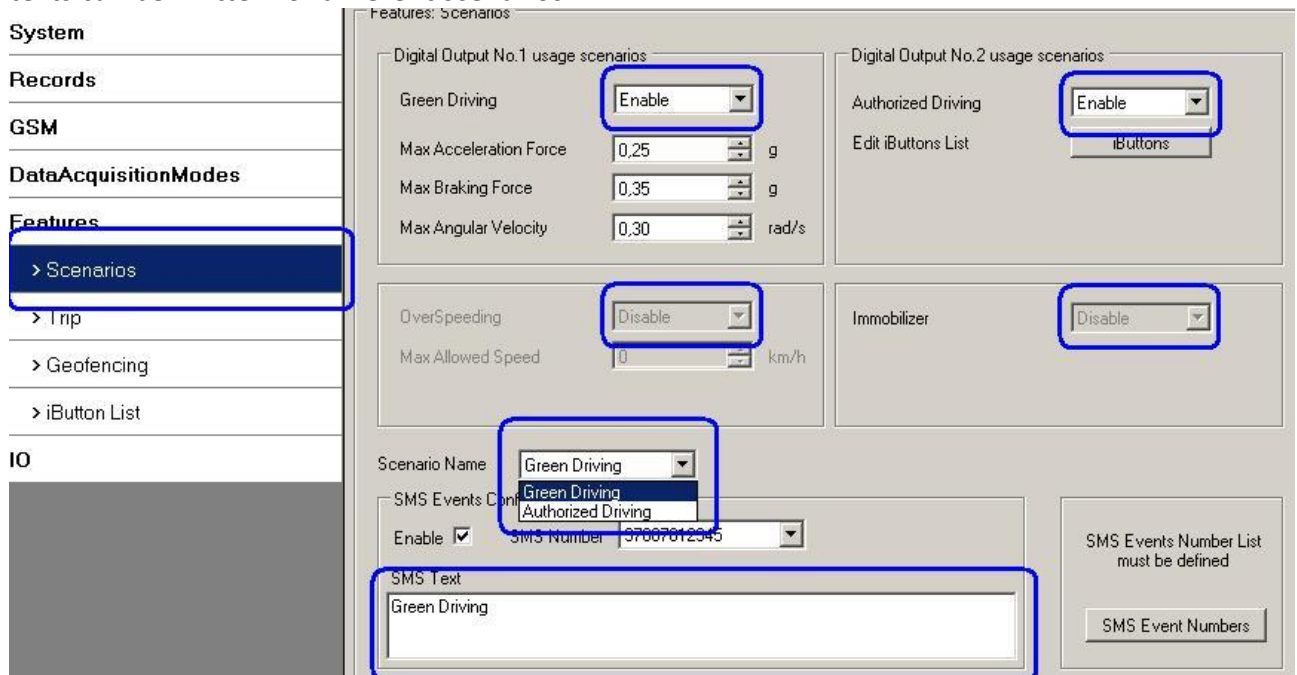 System
Records
GSM
DataAcquisitionModes
Features
> Scenarios
> Trip
> Geofencing
> iButton List
IO
Features: Scenarios
Digital Output No.1 usage scenarios
Green Driving Enable
Max Acceleration Force 0,25 g
Max Braking Force 0,35 g
Max Angular Velocity 0,30 rad/s
Digital Output No.2 usage scenarios
Authorized Driving Enable
Edit iButtons List iButtons
OverSpeeding Disable
Max Allowed Speed 0 km/h
Immobilizer Disable
Scenario Name Green Driving
Green Driving
Authorized Driving
SMS Events
Enable SMS Number 37067012345
SMS Text
Green Driving
SMS Events Number List
must be defined
SMS Event Numbers